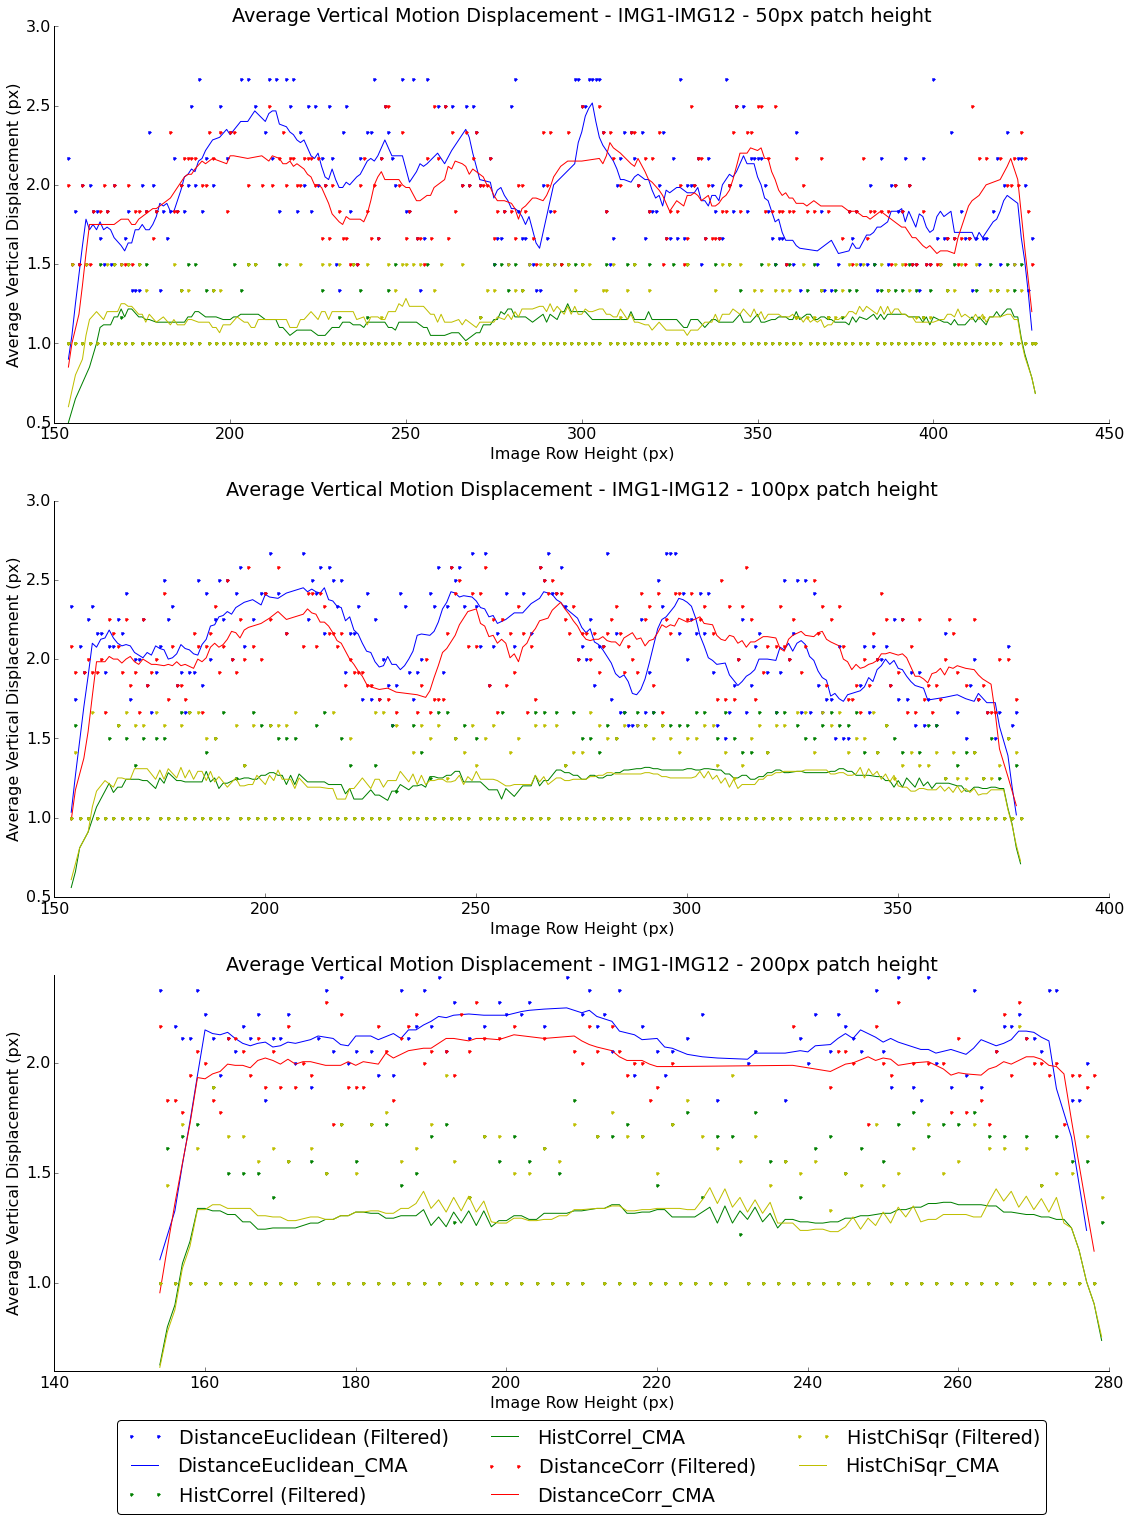 Average Vertical Motion Displacement - IMG1-IMG12 - 50px patch height
Average Vertical Displacement (px)
3.0
2.5
2.0
1.5
1.0
0.5
150 200 250 300 350 400 450
Image Row Height (px)
Average Vertical Motion Displacement - IMG1-IMG12 - 100px patch height
Average Vertical Displacement (px)
3.0
2.5
2.0
1.5
1.0
0.5
150 200 250 300 350 400
Image Row Height (px)
Average Vertical Motion Displacement - IMG1-IMG12 - 200px patch height
Average Vertical Displacement (px)
2.0
1.5
1.0
140 160 180 200 220 240 260 280
Image Row Height (px)
DistanceEuclidean (Filtered) HistCorrel_CMA HistChiSqr (Filtered)
DistanceEuclidean_CMA DistanceCorr (Filtered) HistChiSqr_CMA
HistCorrel (Filtered) DistanceCorr_CMA